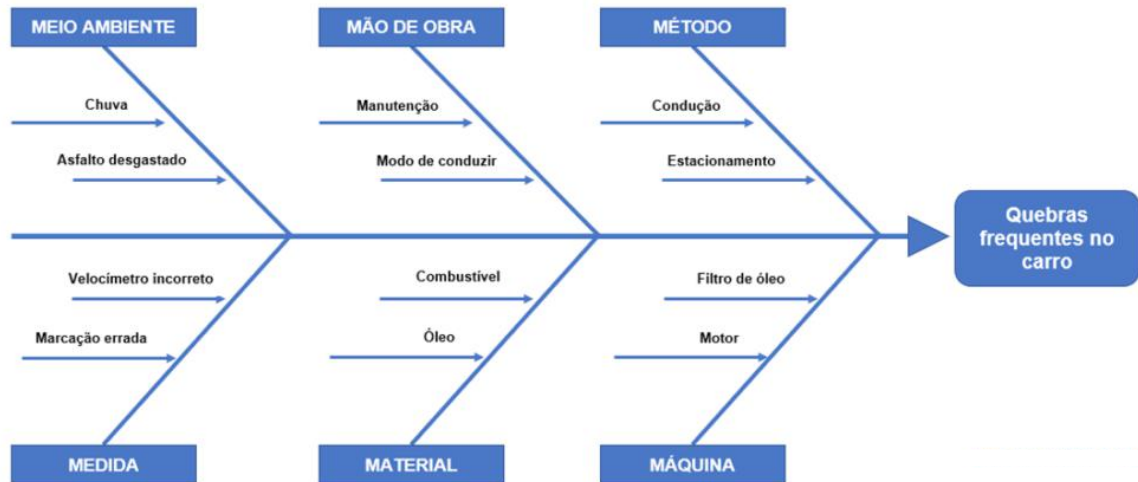 MEIO AMBIENTE
MÃO DE OBRA
MÉTODO
Chuva
Manutenção
Condução
Asfalto desgastado
Modo de conduzir
Estacionamento
Quebras
frequentes no
carro
Velocímetro incorreto
Combustível
Filtro de óleo
Marcação errada
Óleo
Motor
MEDIDA
MATERIAL
MÁQUINA